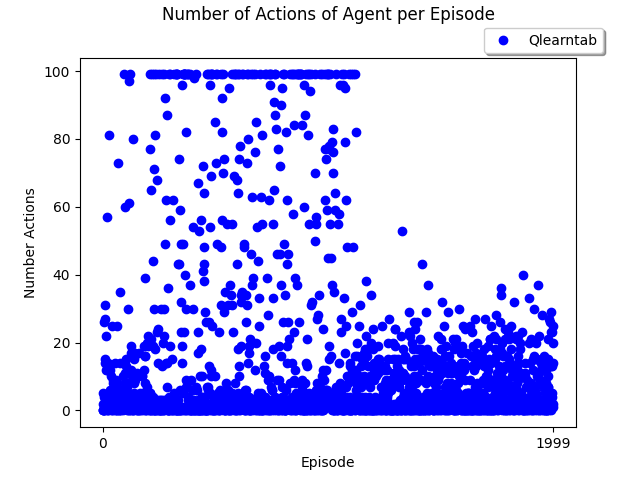 Number of Actions of Agent per Episode
Qlearntab
100
80
60
40
20
0
Number Actions
0
1999
Episode